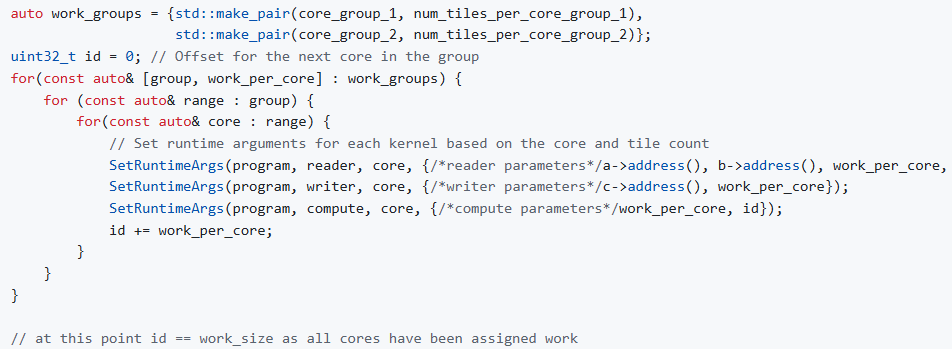 auto work_groups = {std::make_pair(core_group_1, num_tiles_per_core_group_1),
                    std::make_pair(core_group_2, num_tiles_per_core_group_2)};
uint32_t id = 0; // Offset for the next core in the group
for(const auto& [group, work_per_core] : work_groups) {
    for (const auto& range : group) {
        for(const auto& core : range) {
            // Set runtime arguments for each kernel based on the core and tile count
            SetRuntimeArgs(program, reader, core, {/*reader parameters*/a->address(), b->address(), work_per_core,
            SetRuntimeArgs(program, writer, core, {/*writer parameters*/c->address(), work_per_core});
            SetRuntimeArgs(program, compute, core, {/*compute parameters*/work_per_core, id});
            id += work_per_core;
        }
    }
}
// at this point id == work_size as all cores have been assigned work